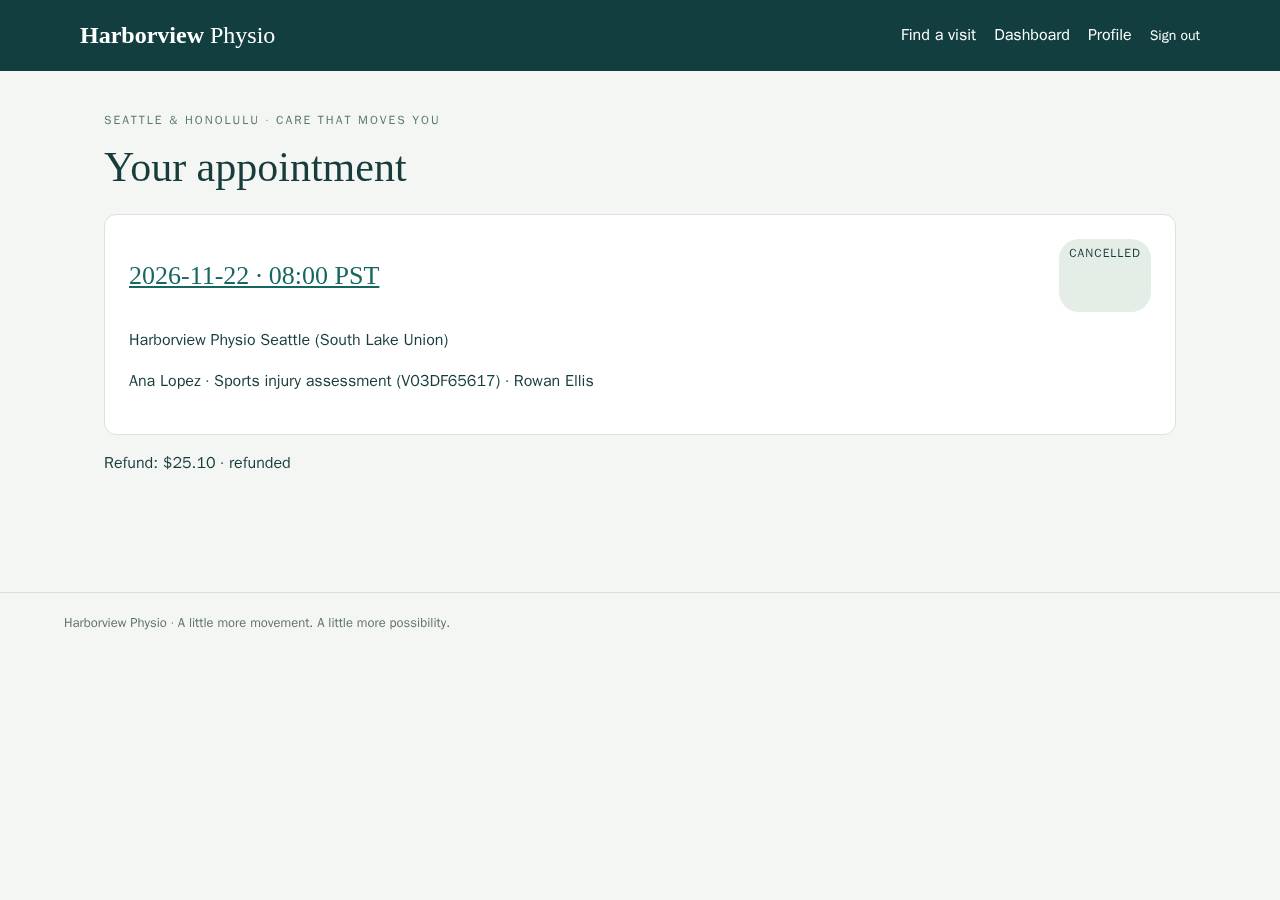 Harborview Physio
Find a visit Dashboard Profile Sign out
SEATTLE & HONOLULU · CARE THAT MOVES YOU
Your appointment
2026-11-22 · 08:00 PST
CANCELLED
Harborview Physio Seattle (South Lake Union)
Ana Lopez · Sports injury assessment (V03DF65617) · Rowan Ellis
Refund: $25.10 · refunded
Harborview Physio · A little more movement. A little more possibility.